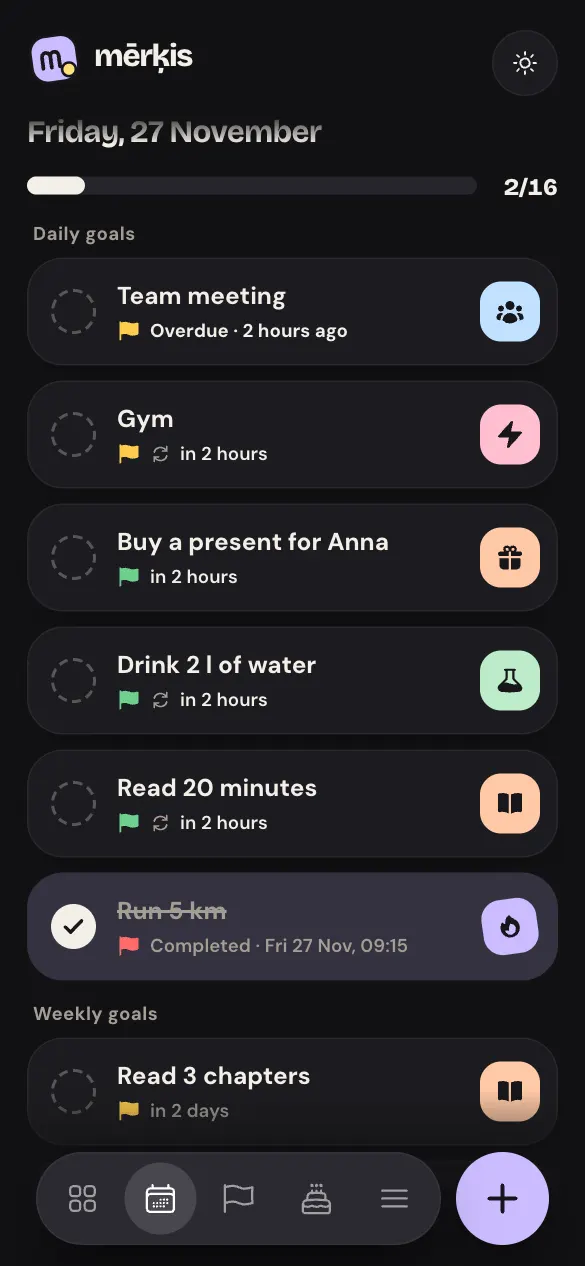 m
mērķis
Friday, 27 November
2/16
Daily goals
Team meeting
Overdue · 2 hours ago
Gym
in 2 hours
Buy a present for Anna
in 2 hours
Drink 2 l of water
in 2 hours
Read 20 minutes
in 2 hours
Run 5 km
Completed · Fri 27 Nov, 09:15
Weekly goals
Read 3 chapters
in 2 days